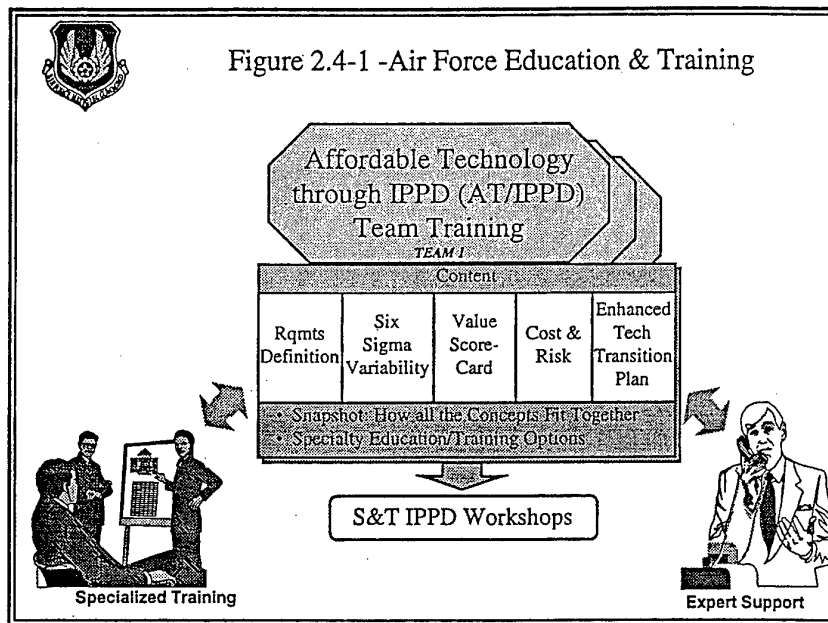 Figure 2.4-1 -Air Force Education & Training
Affordable Technology
through IPPD (AT/IPPD)
Team Training
TEAM 1
Content
Rqmts
Definition
Six
Sigma
Variability
Value
Score-
Card
Cost &
Risk
Enhanced
Tech
Transition
Plan
• Snapshot: How all the Concepts Fit Together
• Specialty Education/Training Options
S&T IPPD Workshops
Specialized Training
Expert Support